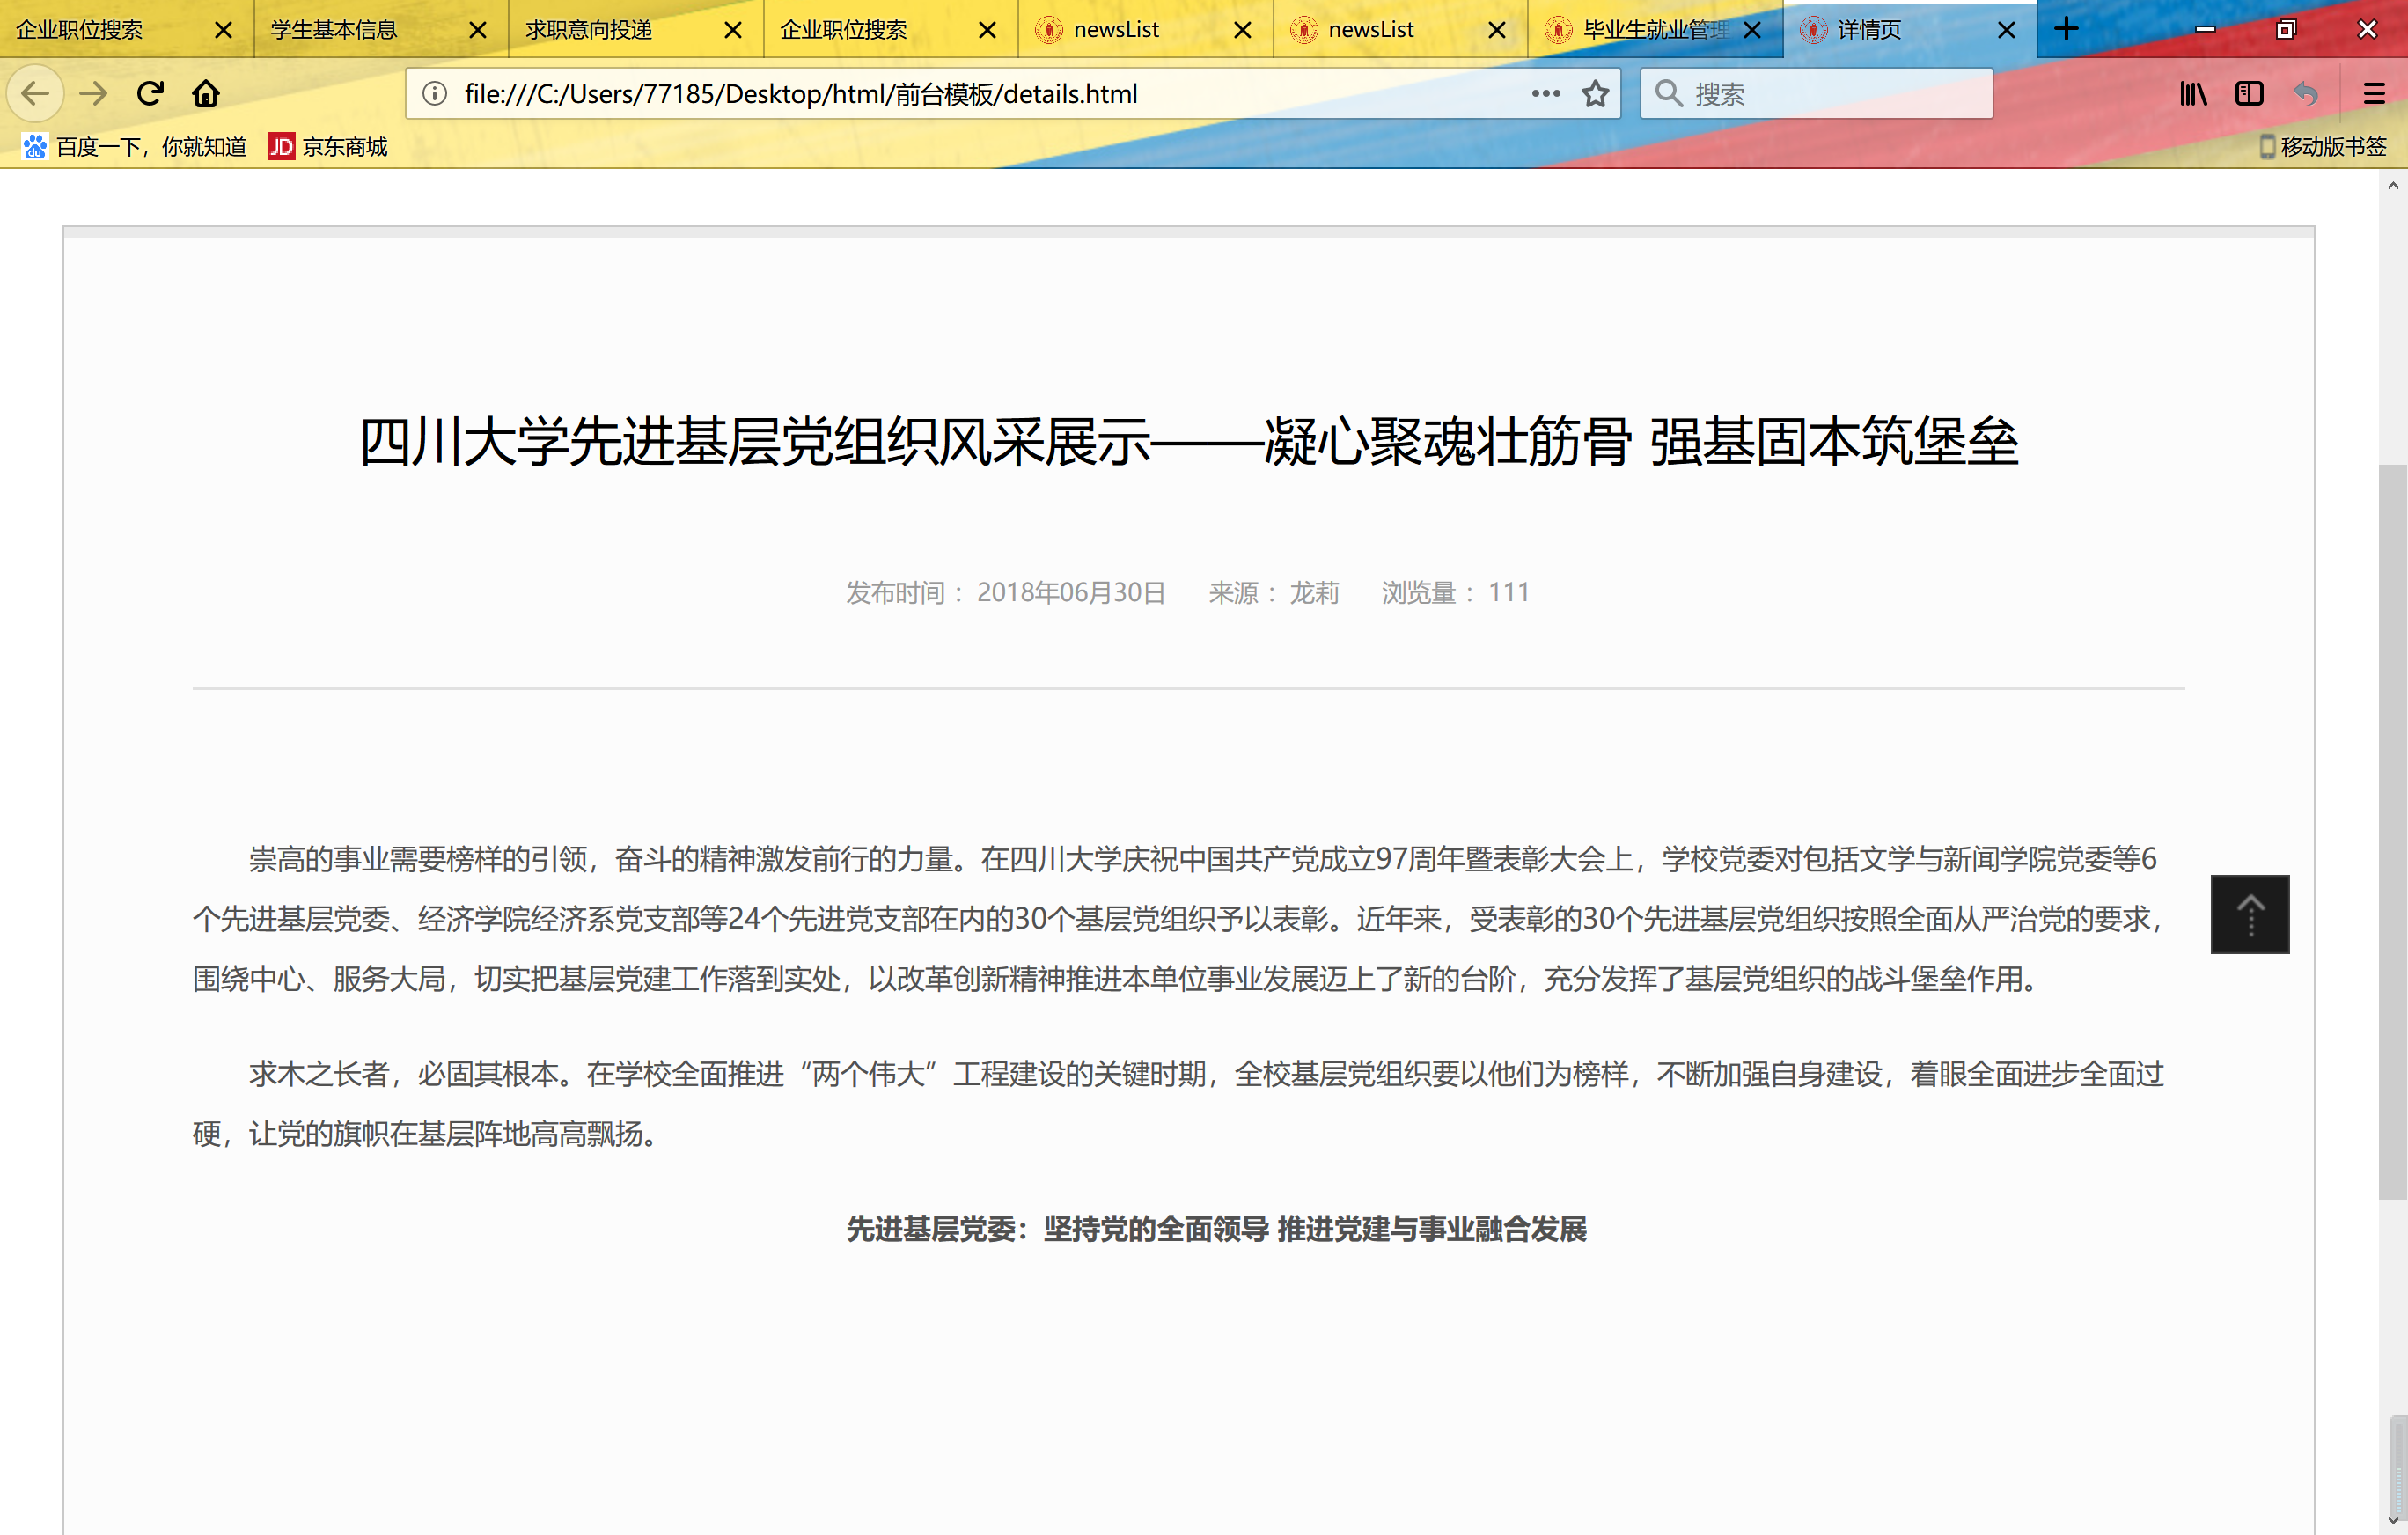 企业职位搜索
学生基本信息
求职意向投递
企业职位搜索
newsList
newsList
毕业生就业管理
详情页
file:///C:/Users/77185/Desktop/html/前台模板/details.html
搜索
百度一下，你就知道
JD 京东商城
移动版书签
四川大学先进基层党组织风采展示——凝心聚魂壮筋骨 强基固本筑堡垒
发布时间： 2018年06月30日 来源： 龙莉 浏览量： 111
崇高的事业需要榜样的引领，奋斗的精神激发前行的力量。在四川大学庆祝中国共产党成立97周年暨表彰大会上，学校党委对包括文学与新闻学院党委等6
个先进基层党委、经济学院经济系党支部等24个先进党支部在内的30个基层党组织予以表彰。近年来，受表彰的30个先进基层党组织按照全面从严治党的要求，
围绕中心、服务大局，切实把基层党建工作落到实处，以改革创新精神推进本单位事业发展迈上了新的台阶，充分发挥了基层党组织的战斗堡垒作用。
求木之长者，必固其根本。在学校全面推进“两个伟大”工程建设的关键时期，全校基层党组织要以他们为榜样，不断加强自身建设，着眼全面进步全面过
硬，让党的旗帜在基层阵地高高飘扬。
先进基层党委：坚持党的全面领导 推进党建与事业融合发展